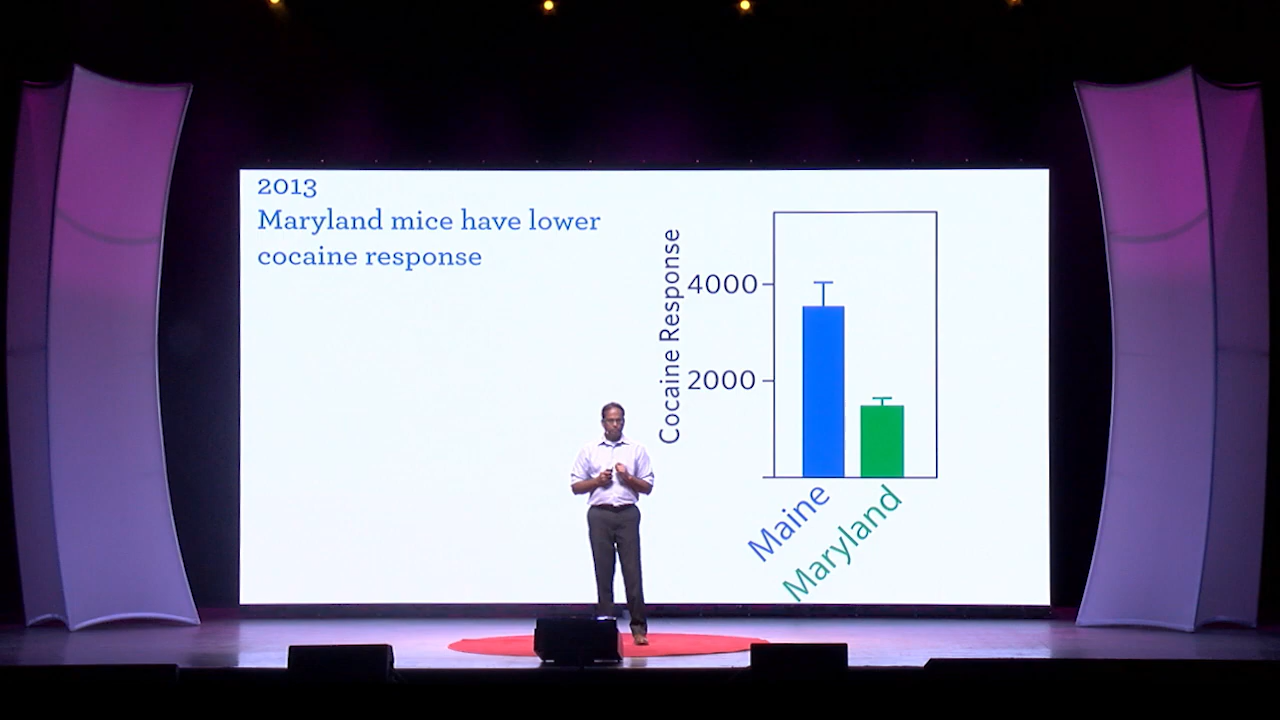 2013
Maryland mice have lower
cocaine response
Cocaine Response
4000
2000
Maine
Maryland